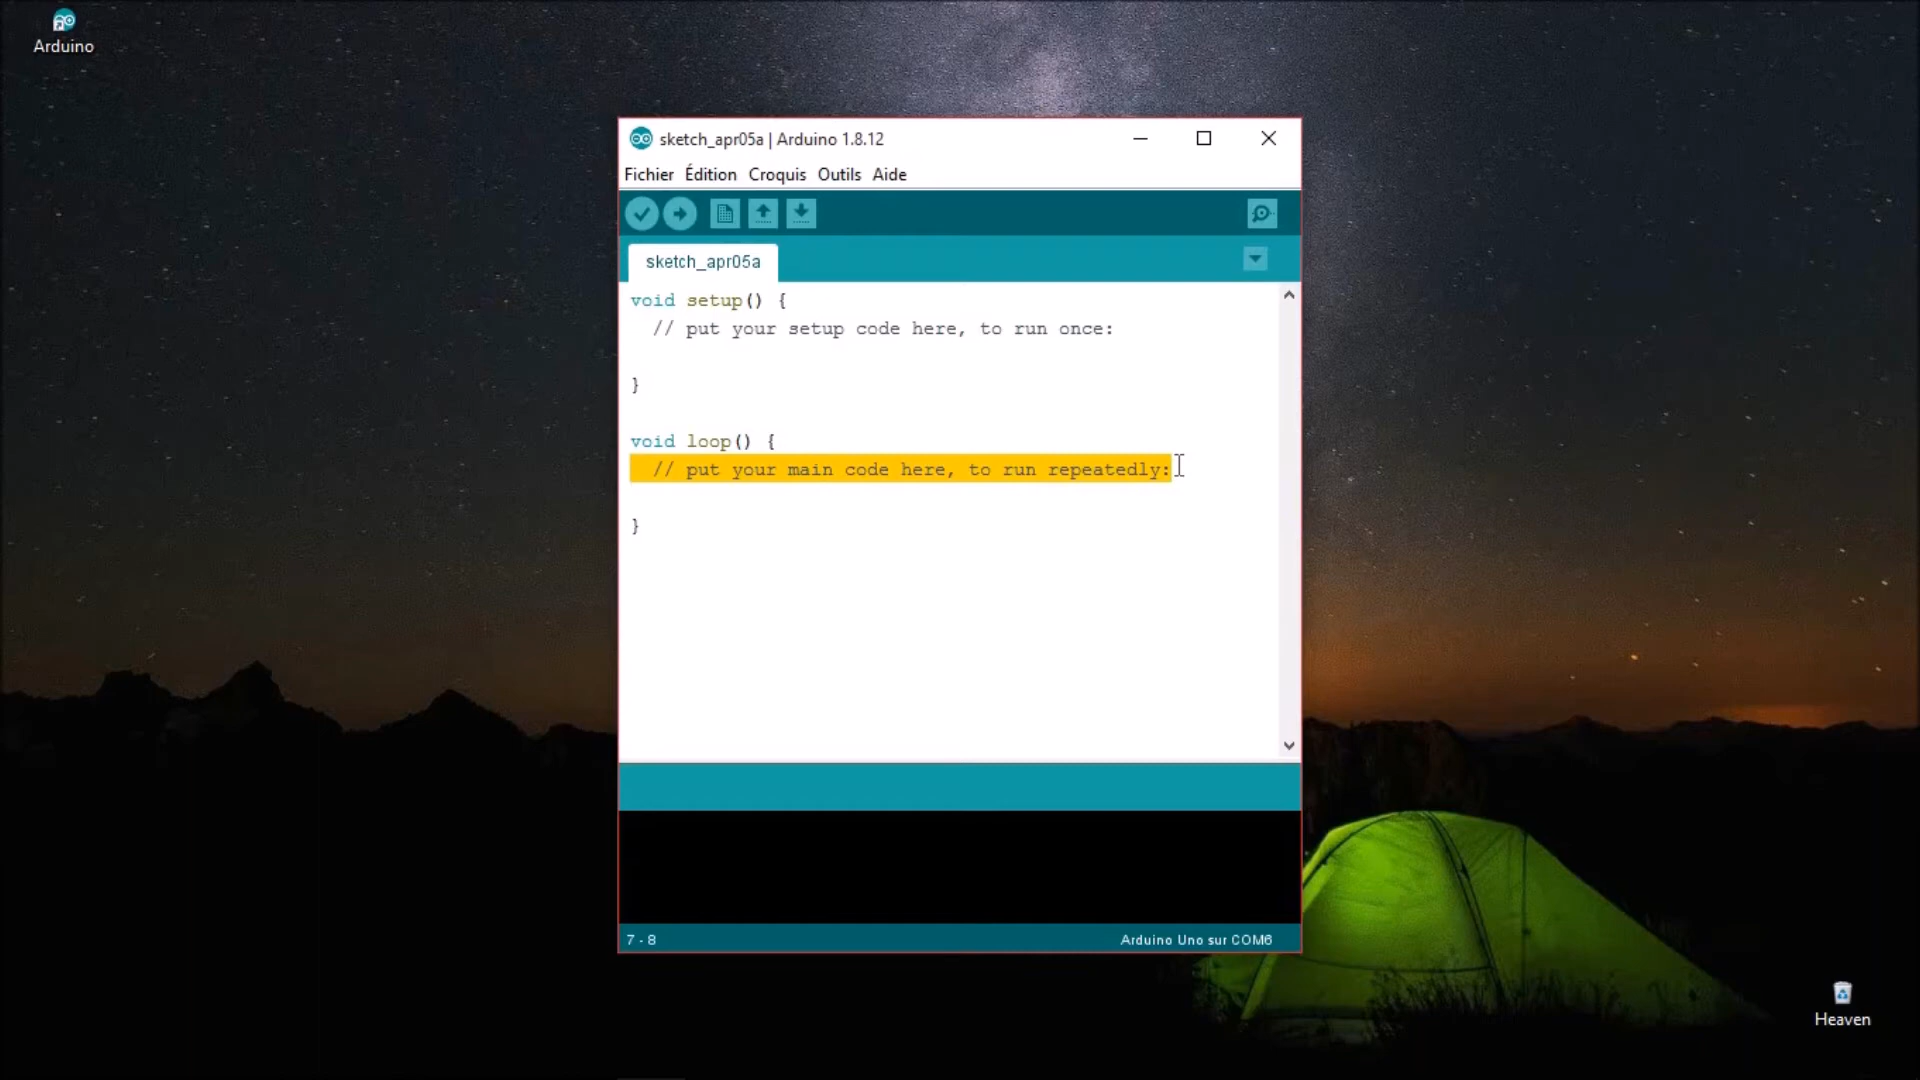 Arduino
sketch_apr05a | Arduino 1.8.12
Fichier Édition Croquis Outils Aide
sketch_apr05a
void setup() {
  // put your setup code here, to run once:
}
void loop() {
  // put your main code here, to run repeatedly:
}
7 - 8
Arduino Uno sur COM6
Heaven